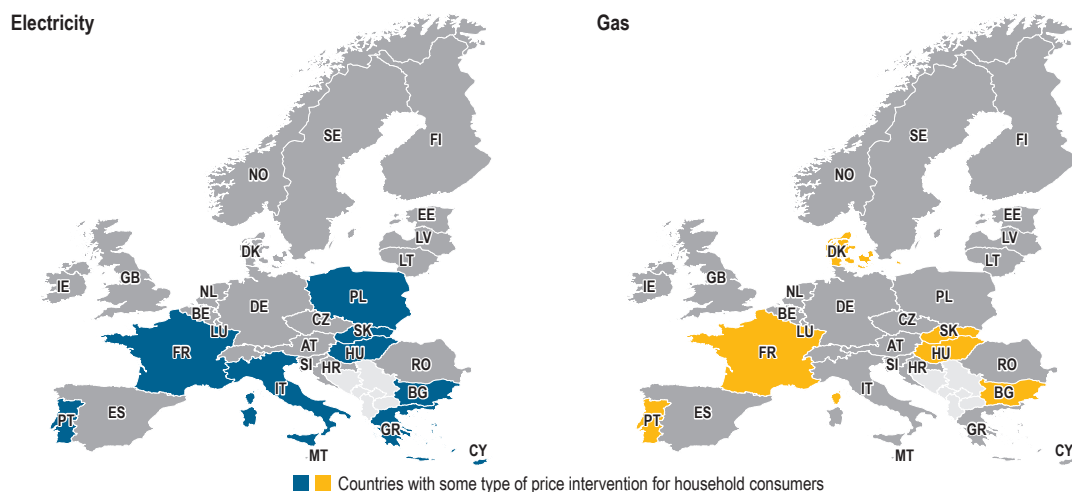 Electricity
Gas
SE
FI
NO
EE
LV
LT
DK
IE
GB
NL
BE
DE
PL
LU
CZ
SK
FR
AT
HU
SI
HR
RO
IT
BG
PT
ES
GR
MT
CY
SE
FI
NO
EE
LV
LT
DK
IE
GB
NL
BE
DE
PL
LU
CZ
SK
FR
AT
HU
SI
HR
RO
IT
BG
PT
ES
GR
MT
CY
Countries with some type of price intervention for household consumers